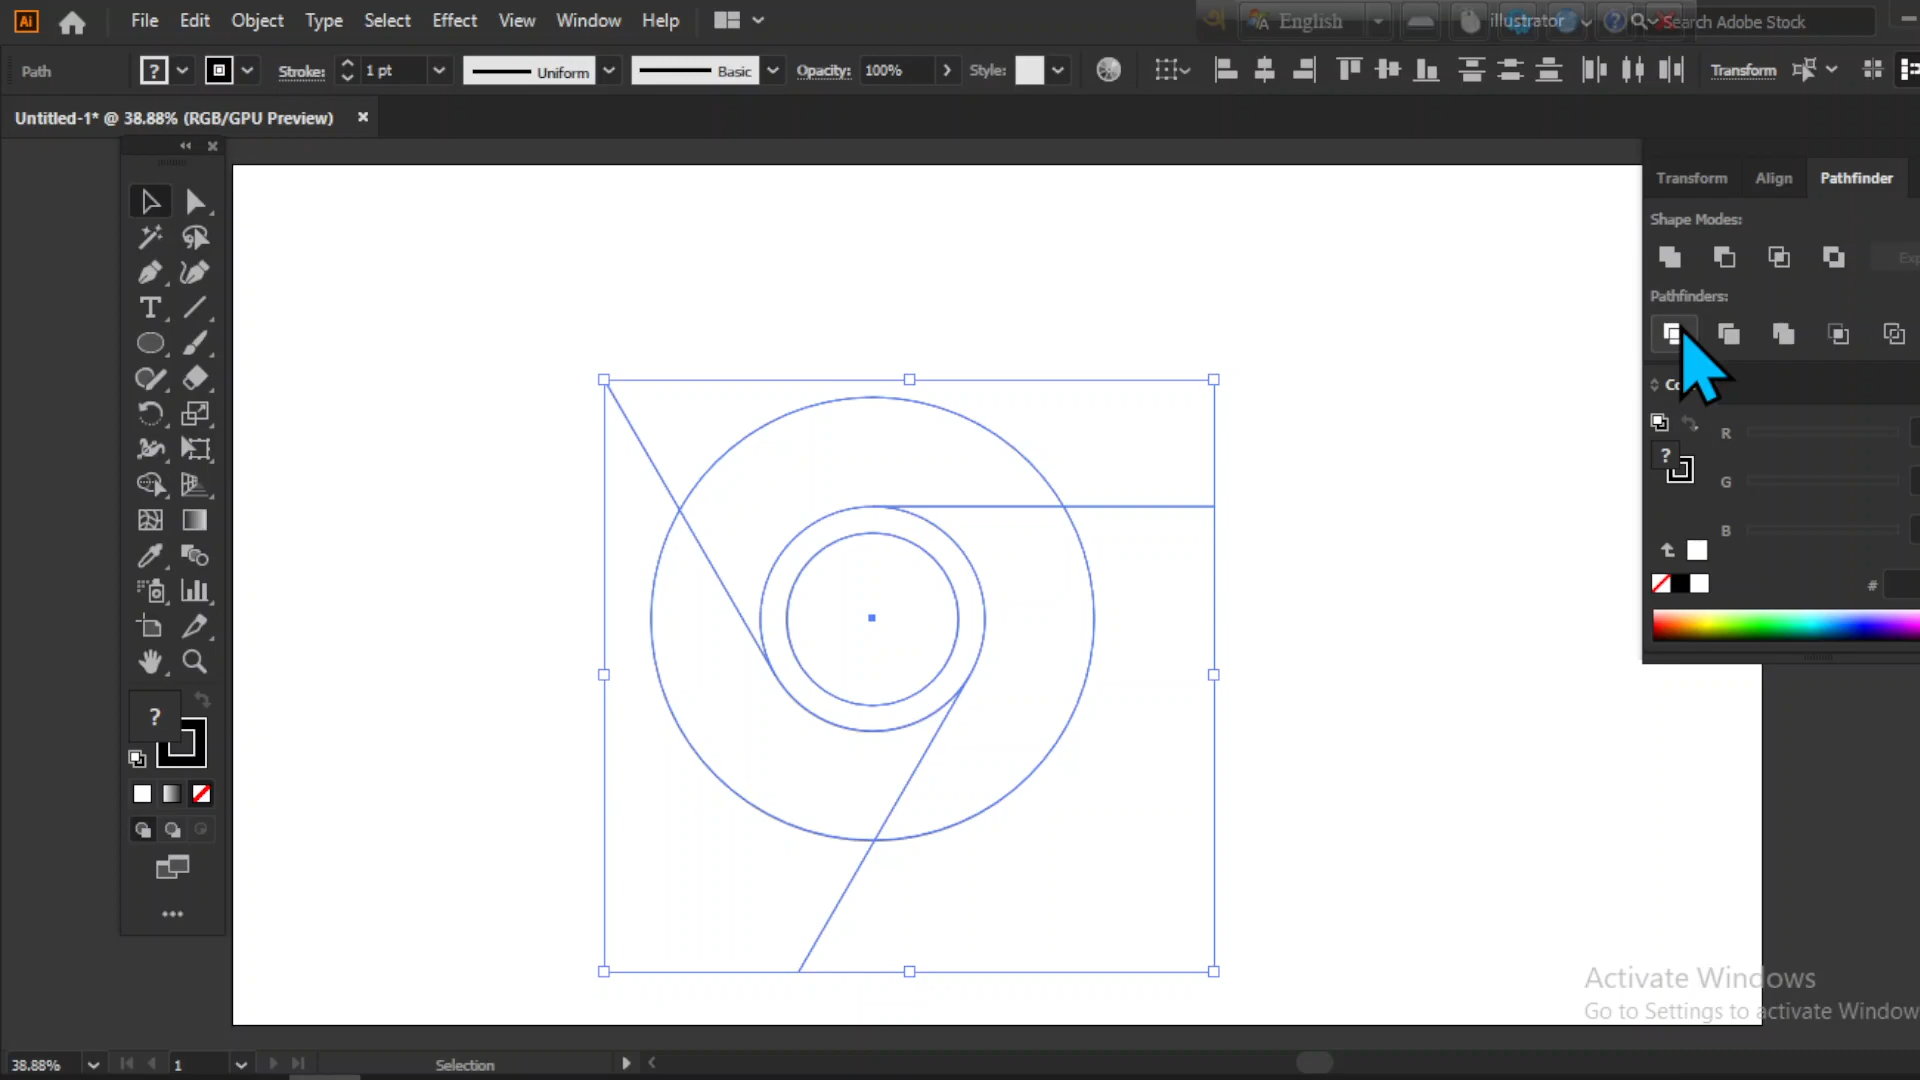 Ai File Edit Object Type Select Effect View Window Help English illustrator Search Adobe Stock
Path ? Stroke: 1 pt Uniform Basic Opacity: 100% Style: Transform
Untitled-1* @ 38.88% (RGB/GPU Preview)
Transform Align Pathfinder
Shape Modes:
Exp
Pathfinders:
R
?
G
B
#
T
?
Activate Windows
Go to Settings to activate Window
38.88% 1 Selection